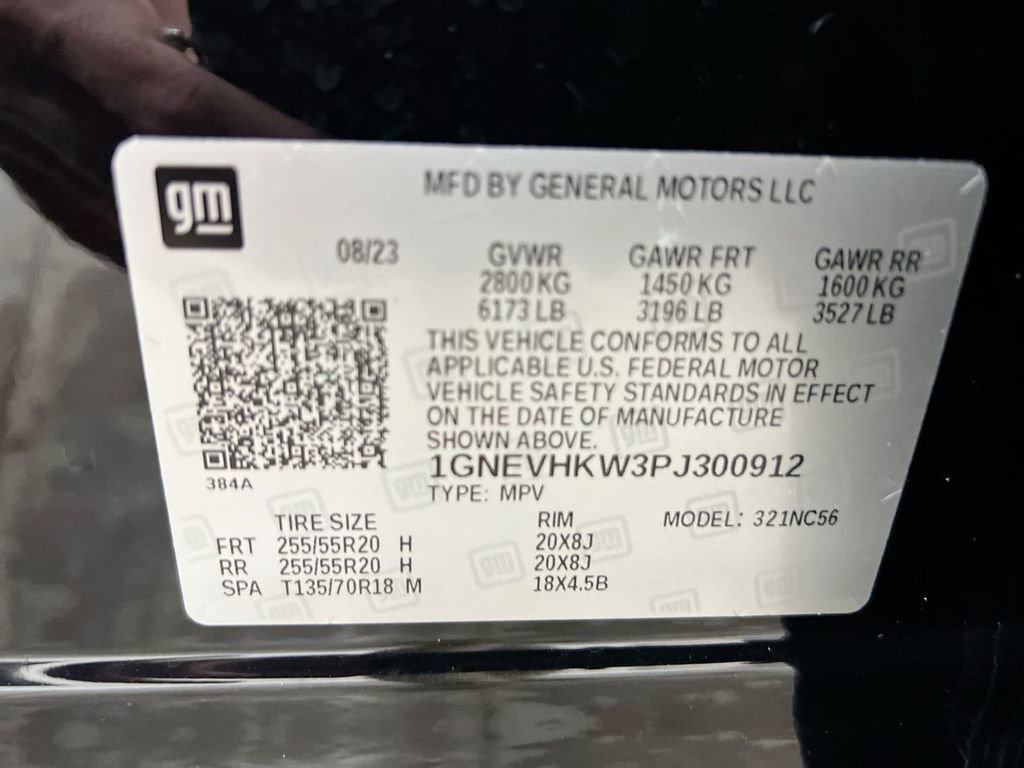 gm
MFD BY GENERAL MOTORS LLC
08/23 GVWR GAWR FRT GAWR RR
2800 KG 1450 KG 1600 KG
6173 LB 3196 LB 3527 LB
THIS VEHICLE CONFORMS TO ALL
APPLICABLE U.S. FEDERAL MOTOR
VEHICLE SAFETY STANDARDS IN EFFECT
ON THE DATE OF MANUFACTURE
SHOWN ABOVE.
1GNEVHKW3PJ300912
384A
TYPE: MPV
TIRE SIZE RIM MODEL: 321NC56
FRT 255/55R20 H 20X8J
RR 255/55R20 H 20X8J
SPA T135/70R18 M 18X4.5B